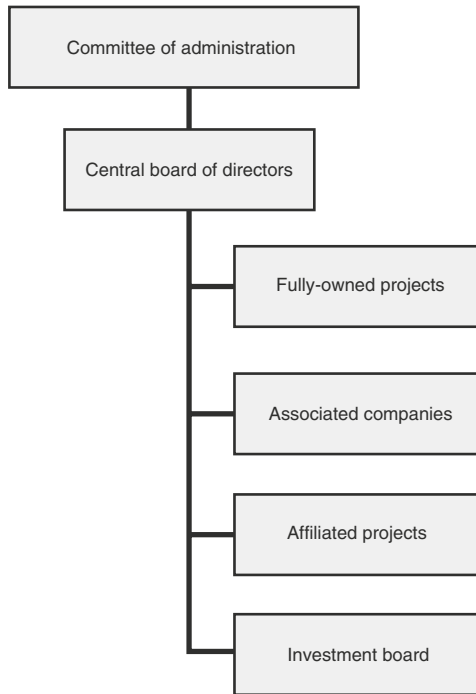 Committee of administration
Central board of directors
Fully-owned projects
Associated companies
Affiliated projects
Investment board